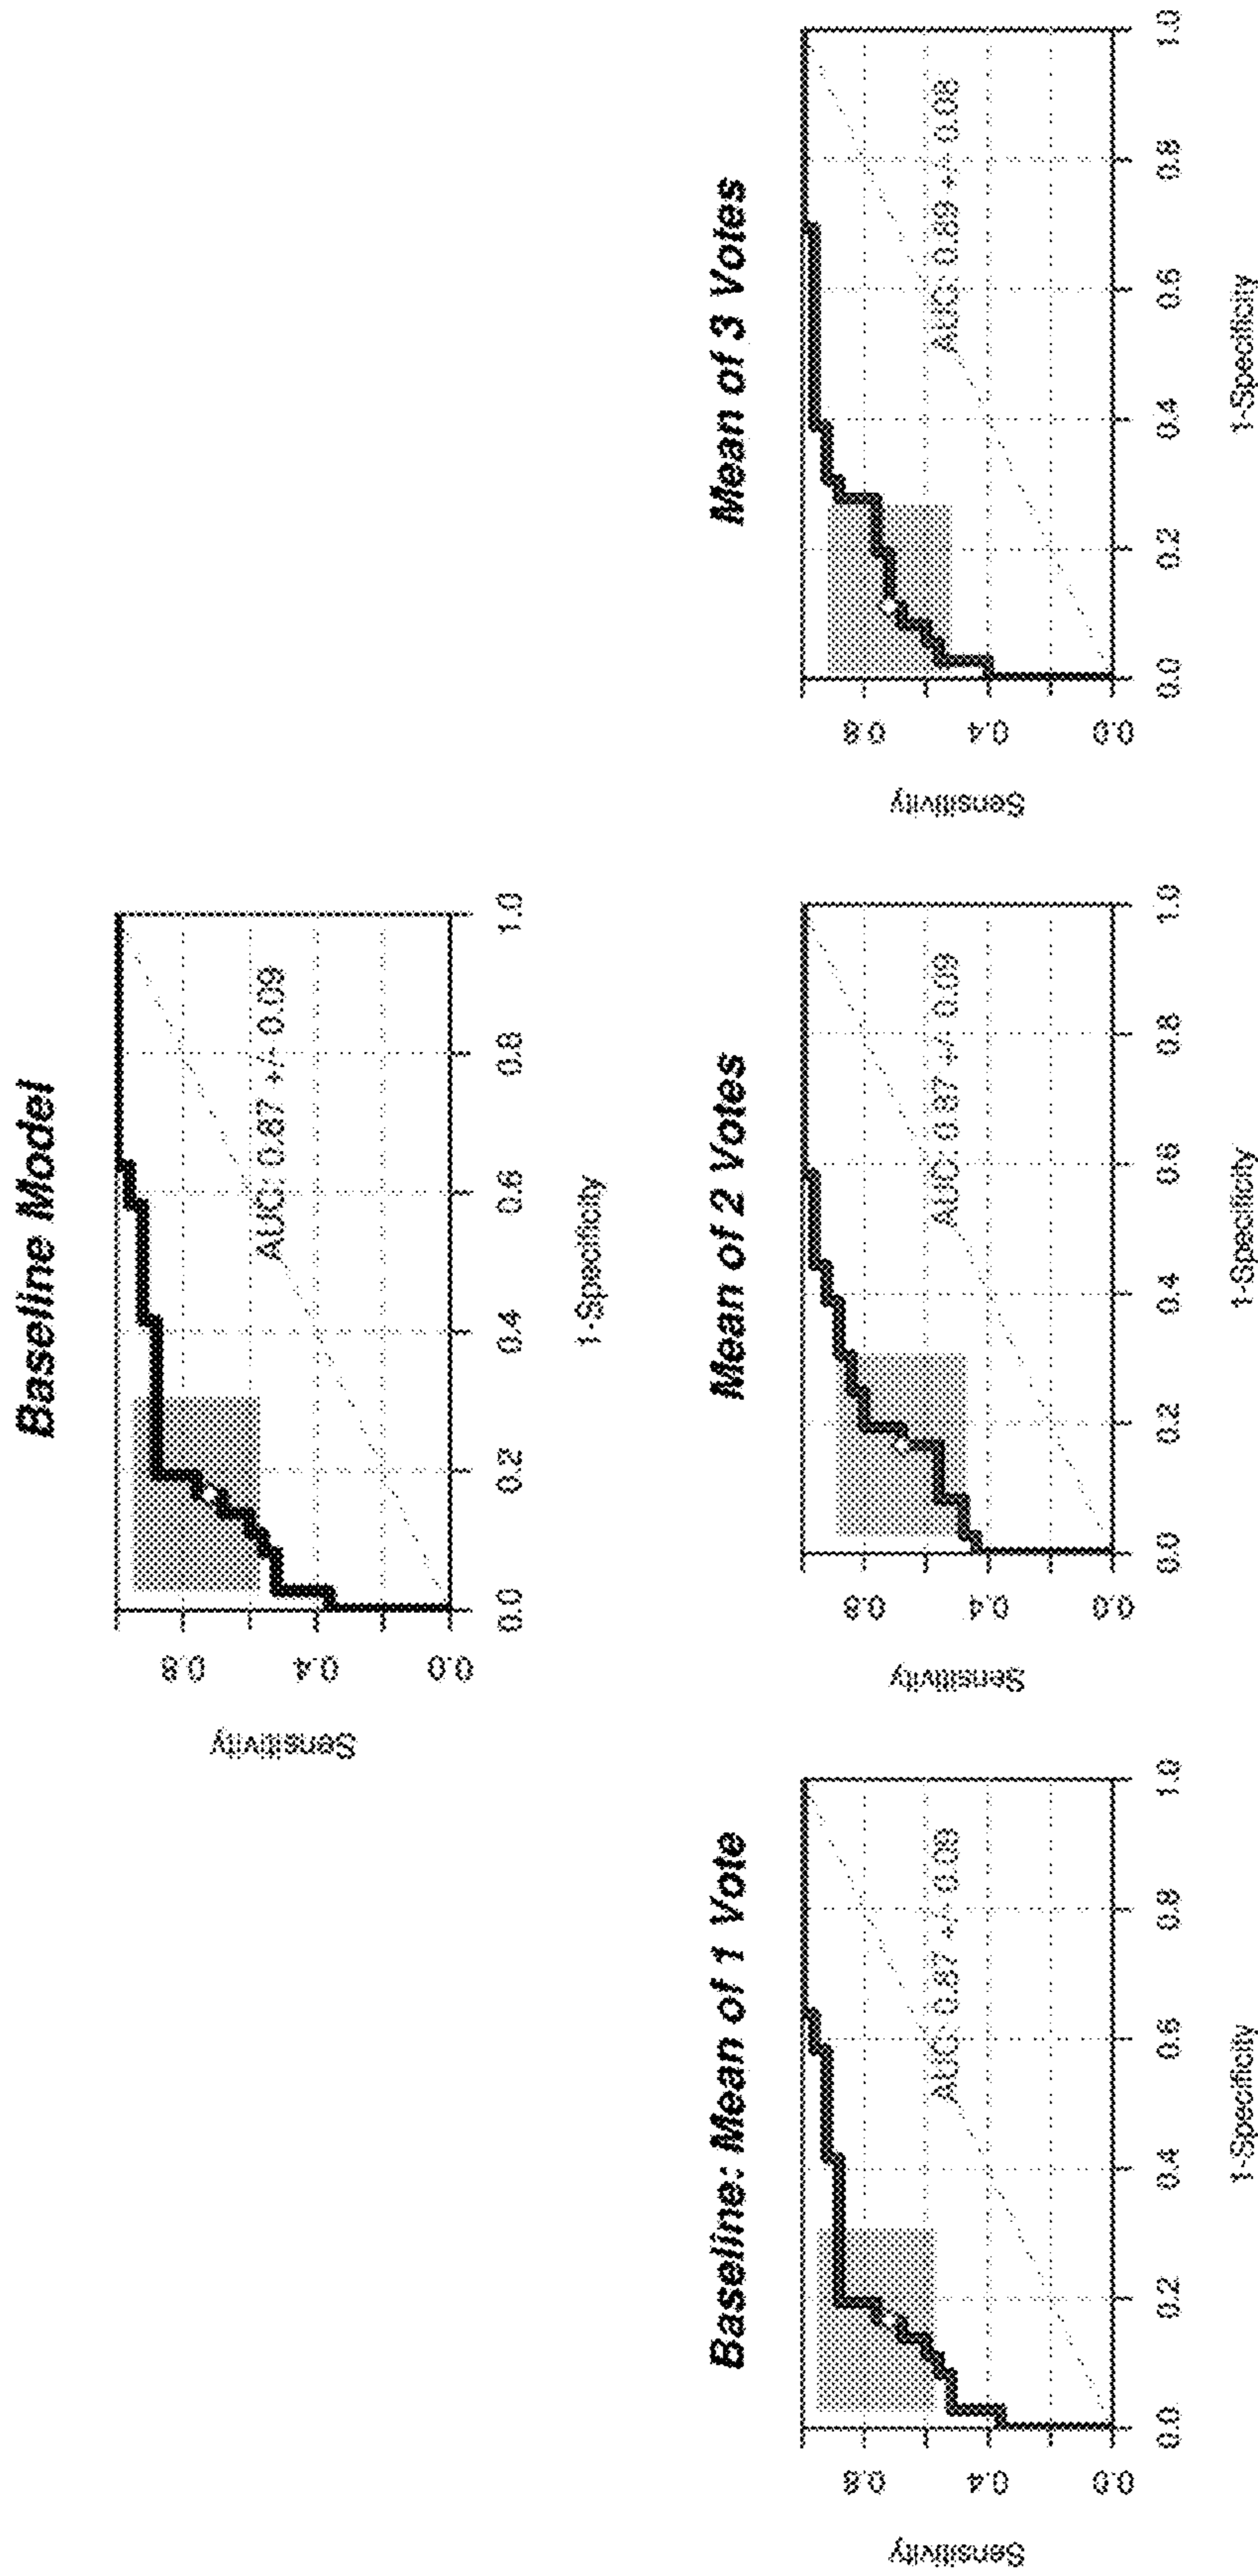 Baseline Model
Sensitivity
0.8
0.4
0.0
AUC: 0.87 +/- 0.09
0.0 0.2 0.4 0.6 0.8 1.0
1-Specificity
Baseline: Mean of 1 Vote
Sensitivity
0.8
0.4
0.0
AUC: 0.87 +/- 0.09
0.0 0.2 0.4 0.6 0.8 1.0
1-Specificity
Mean of 2 Votes
Sensitivity
0.8
0.4
0.0
AUC: 0.87 +/- 0.09
0.0 0.2 0.4 0.6 0.8 1.0
1-Specificity
Mean of 3 Votes
Sensitivity
0.8
0.4
0.0
AUC: 0.89 +/- 0.08
0.0 0.2 0.4 0.6 0.8 1.0
1-Specificity